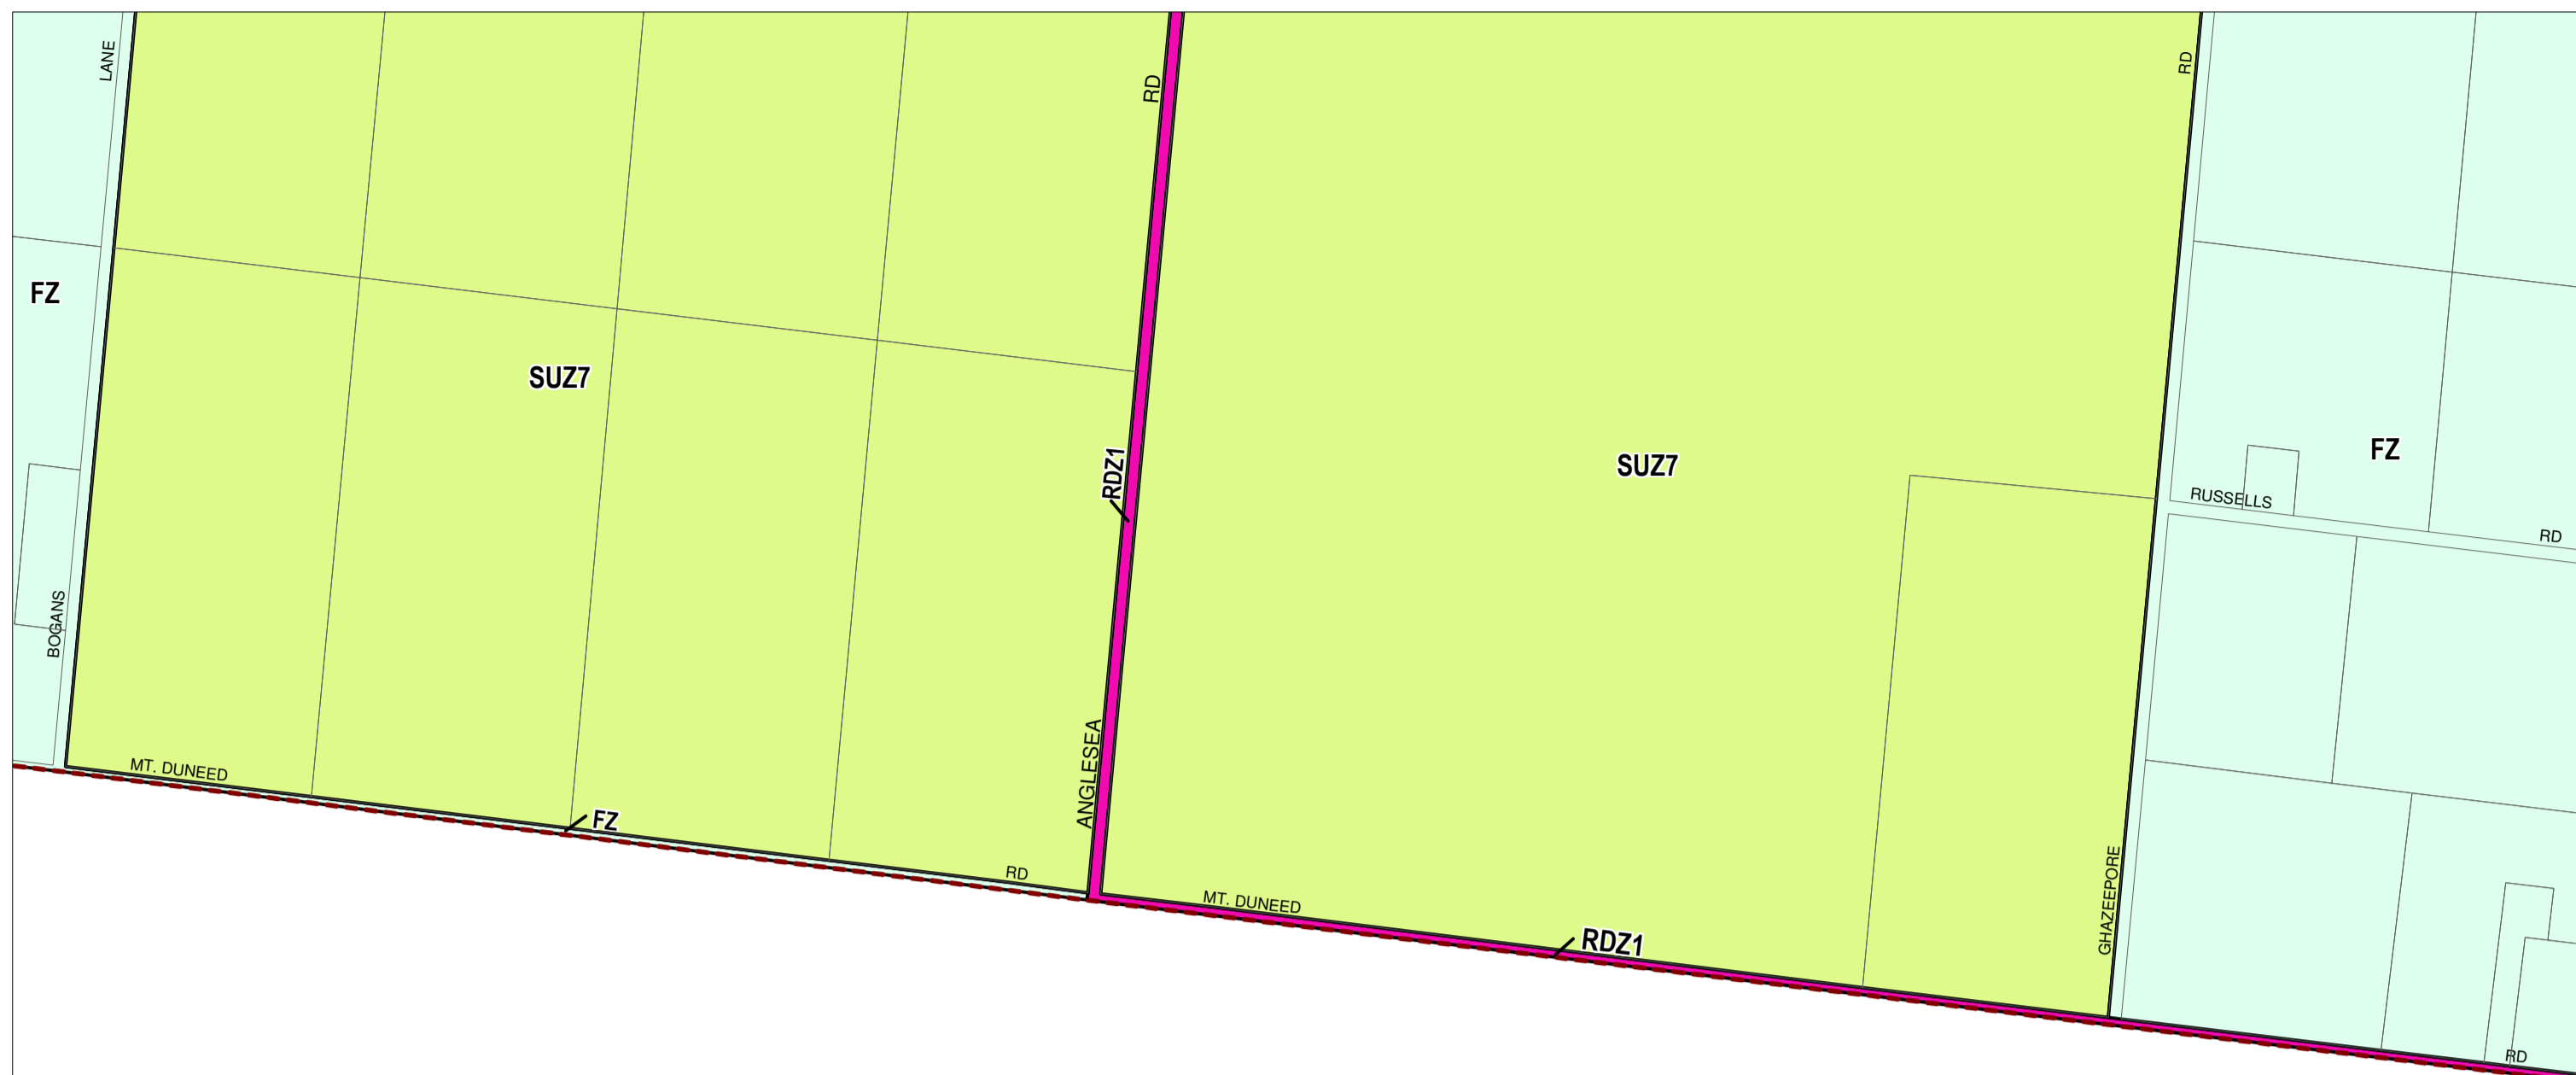 LANE
RD
RD
FZ
SUZ7
RDZ1
SUZ7
FZ
RUSSELLS
RD
BOGANS
MT. DUNEED
FZ
ANGLESEA
RD
MT. DUNEED
RDZ1
GHAZEEPORE
RD